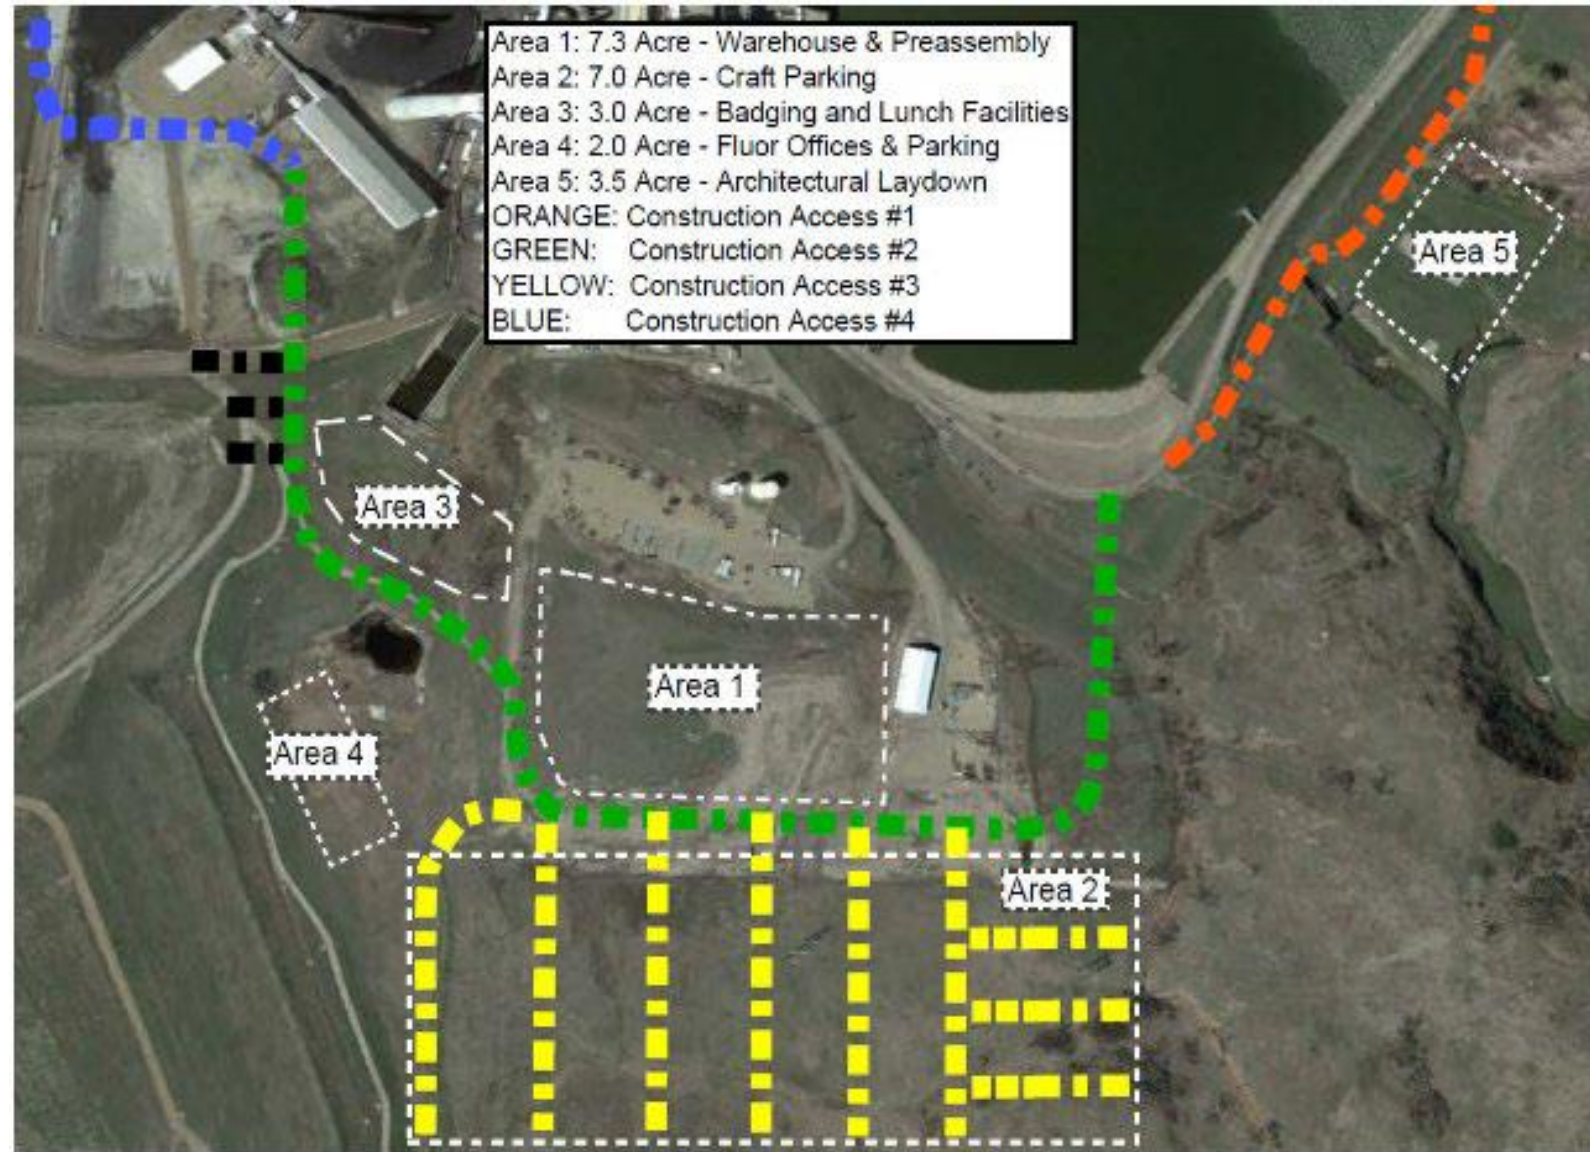 Area 1: 7.3 Acre - Warehouse & Preassembly
Area 2: 7.0 Acre - Craft Parking
Area 3: 3.0 Acre - Badging and Lunch Facilities
Area 4: 2.0 Acre - Fluor Offices & Parking
Area 5: 3.5 Acre - Architectural Laydown
ORANGE: Construction Access #1
GREEN: Construction Access #2
YELLOW: Construction Access #3
BLUE: Construction Access #4
Area 5
Area 3
Area 1
Area 4
Area 2